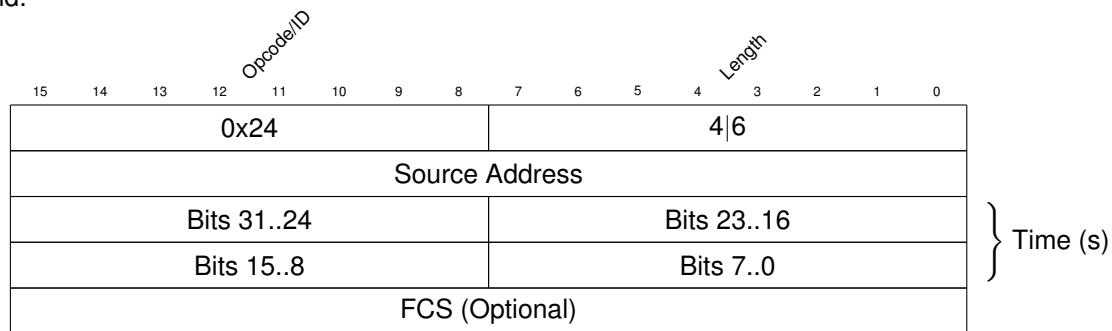 Opcode/ID Length
15 14 13 12 11 10 9 8 7 6 5 4 3 2 1 0
0x24 4|6
Source Address
Bits 31..24 Bits 23..16
Time (s)
Bits 15..8 Bits 7..0
FCS (Optional)